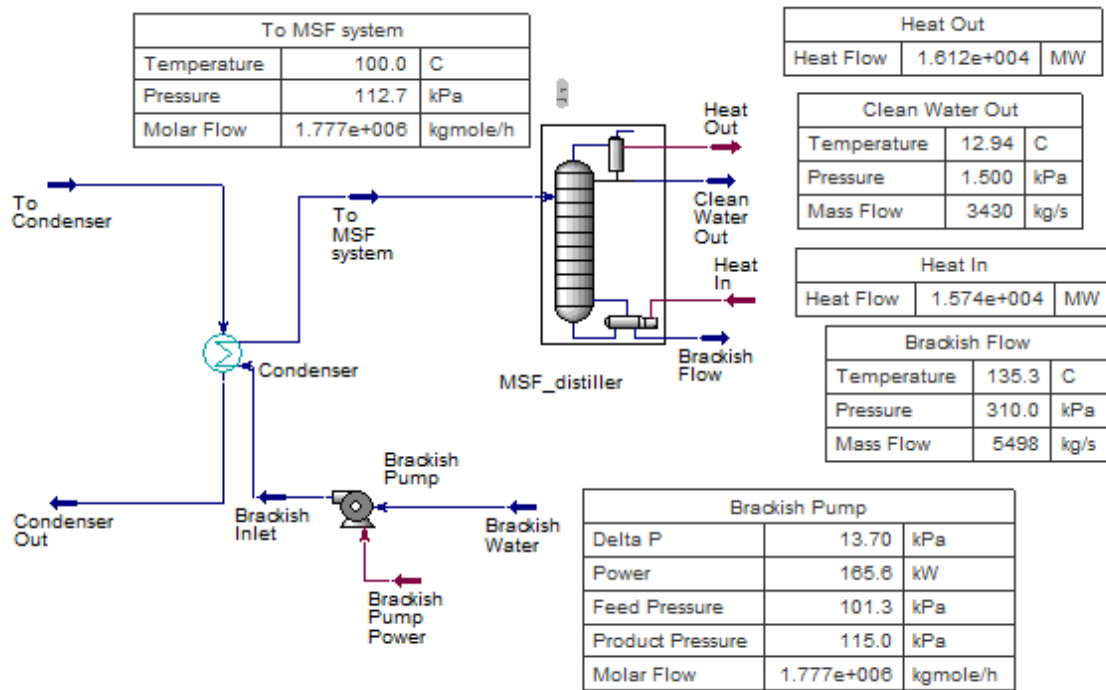 To MSF system
Temperature 100.0 C
Pressure 112.7 kPa
Molar Flow 1.777e+006 kgmole/h
Heat Out
Heat Flow 1.612e+004 MW
Clean Water Out
Temperature 12.94 C
Pressure 1.500 kPa
Mass Flow 3430 kg/s
Heat In
Heat Flow 1.574e+004 MW
Brackish Flow
Temperature 135.3 C
Pressure 310.0 kPa
Mass Flow 5498 kg/s
To
Condenser
To
MSF
system
Heat
Out
Clean
Water
Out
Heat
In
Brackish
Flow
MSF_distiller
Condenser
Condenser
Out
Brackish
Inlet
Brackish
Pump
Brackish
Water
Brackish
Pump
Power
Brackish Pump
Delta P 13.70 kPa
Power 165.6 kW
Feed Pressure 101.3 kPa
Product Pressure 115.0 kPa
Molar Flow 1.777e+006 kgmole/h